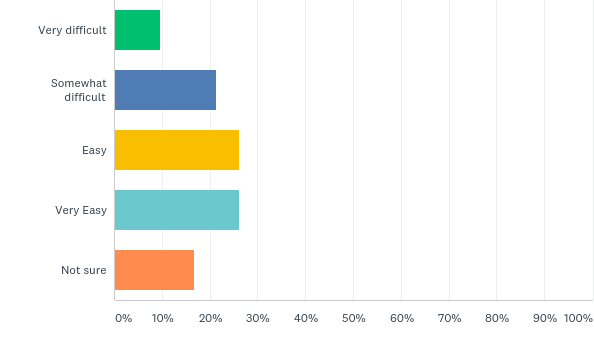 Very difficult
Somewhat
difficult
Easy
Very Easy
Not sure
0% 10% 20% 30% 40% 50% 60% 70% 80% 90% 100%